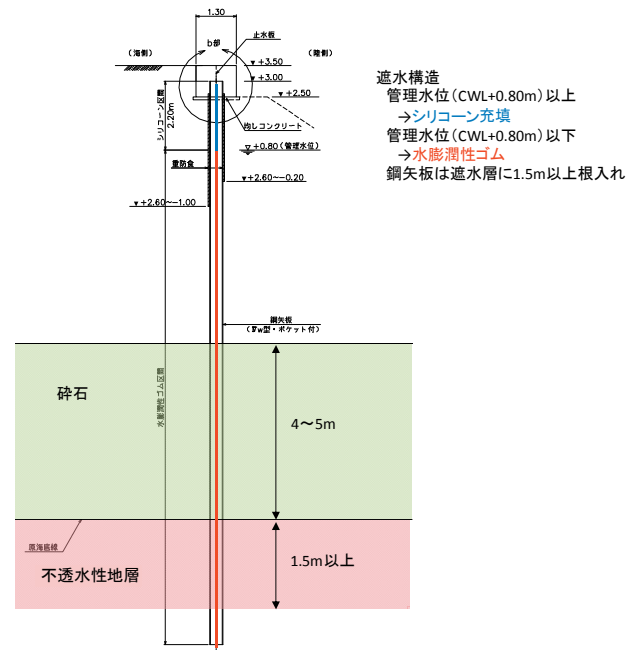 1.30
止水板
b部
(海側)
(陸側)
▼+3.50
▼+3.00
▼+2.50
シリコーン区間
2.20m
均しコンクリート
▽+0.80(管理水位)
重防食
▼+2.60~-0.20
▼+2.60~-1.00
鋼矢板
(Ⅳw型・ポケット付)
遮水構造
管理水位(CWL+0.80m)以上
→シリコーン充填
管理水位(CWL+0.80m)以下
→水膨潤性ゴム
鋼矢板は遮水層に1.5m以上根入れ
砕石
水膨潤性ゴム区間
4~5m
原海底線
不透水性地層
1.5m以上